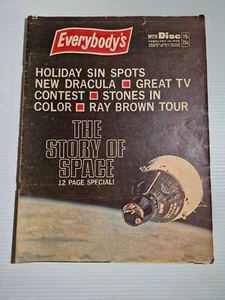 Everybody's
WITH Disc
HOLIDAY SIN SPOTS
NEW DRACULA ■ GREAT TV
CONTEST ■ STONES IN
COLOR ■ RAY BROWN TOUR
THE
STORY OF
SPACE
12 PAGE SPECIAL!